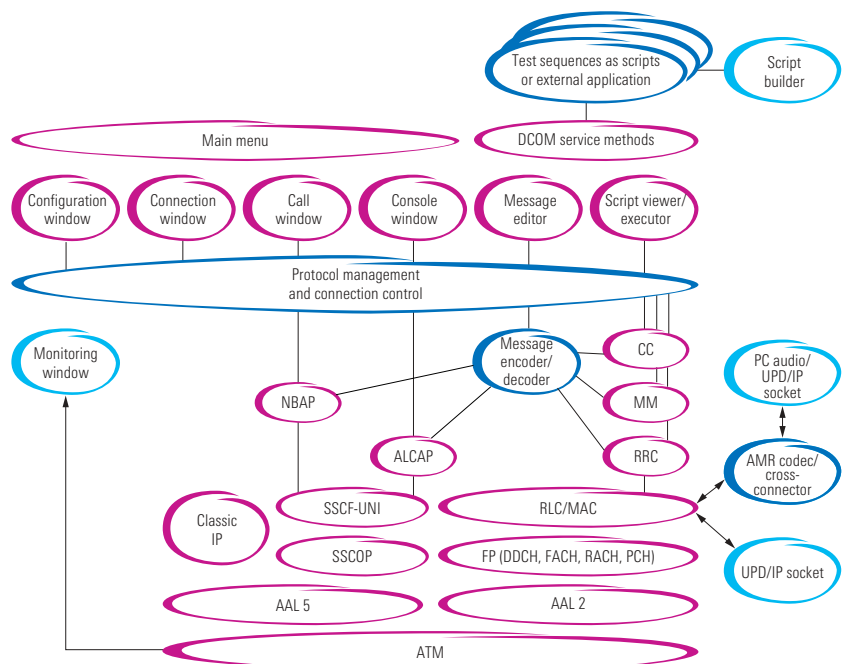 Test sequences as scripts
or external application
Script
builder
Main menu
DCOM service methods
Configuration
window
Connection
window
Call
window
Console
window
Message
editor
Script viewer/
executor
Protocol management
and connection control
Monitoring
window
Message
encoder/
decoder
CC
PC audio/
UPD/IP
socket
NBAP
MM
ALCAP
RRC
AMR codec/
cross-
connector
Classic
IP
SSCF-UNI
RLC/MAC
SSCOP
FP (DDCH, FACH, RACH, PCH)
UPD/IP socket
AAL 5
AAL 2
ATM